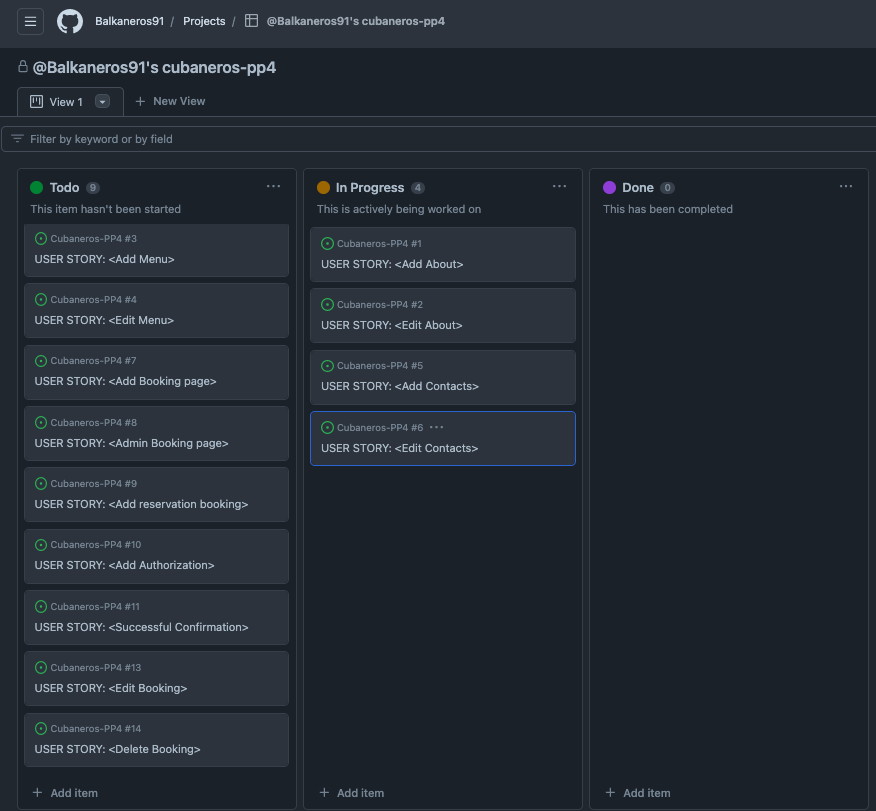 Balkaneros91 / Projects / @Balkaneros91's cubaneros-pp4
@Balkaneros91's cubaneros-pp4
View 1
New View
Filter by keyword or by field
Todo 9
This item hasn't been started
Cubaneros-PP4 #3
USER STORY: <Add Menu>
Cubaneros-PP4 #4
USER STORY: <Edit Menu>
Cubaneros-PP4 #7
USER STORY: <Add Booking page>
Cubaneros-PP4 #8
USER STORY: <Admin Booking page>
Cubaneros-PP4 #9
USER STORY: <Add reservation booking>
Cubaneros-PP4 #10
USER STORY: <Add Authorization>
Cubaneros-PP4 #11
USER STORY: <Successful Confirmation>
Cubaneros-PP4 #13
USER STORY: <Edit Booking>
Cubaneros-PP4 #14
USER STORY: <Delete Booking>
+ Add item
In Progress 4
This is actively being worked on
Cubaneros-PP4 #1
USER STORY: <Add About>
Cubaneros-PP4 #2
USER STORY: <Edit About>
Cubaneros-PP4 #5
USER STORY: <Add Contacts>
Cubaneros-PP4 #6
USER STORY: <Edit Contacts>
+ Add item
Done 0
This has been completed
+ Add item